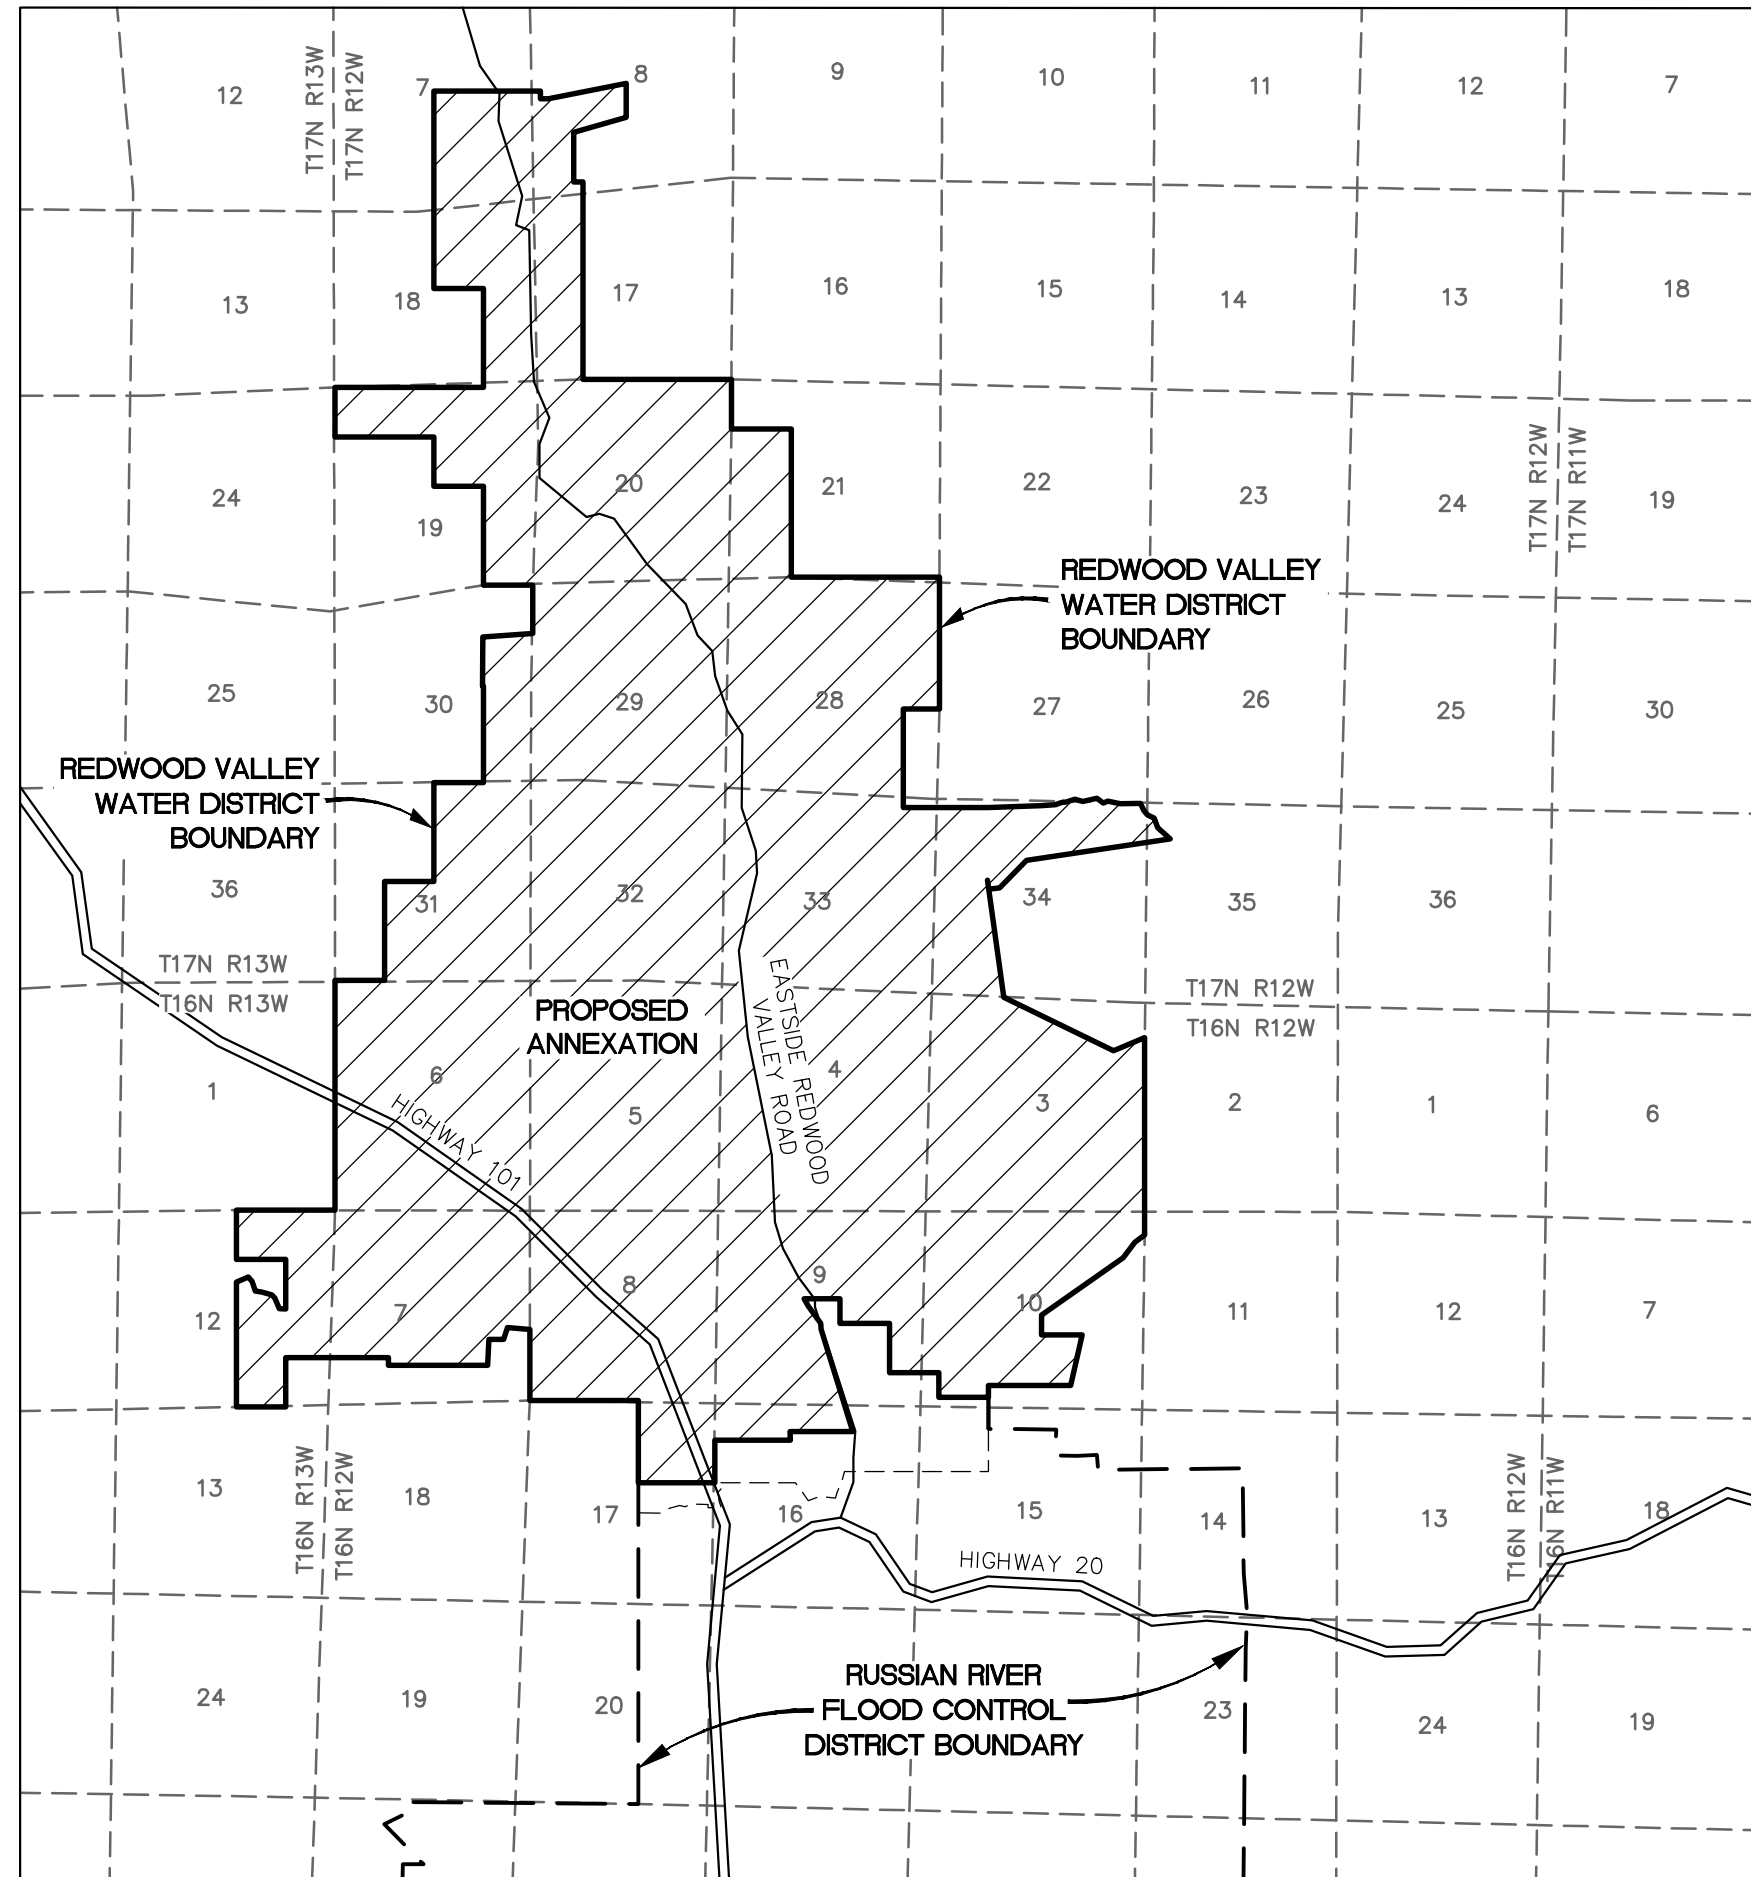 12
T17N R13W
T17N R12W
7
8
9
10
11
12
7
13
18
17
16
15
14
13
18
24
19
20
21
22
23
24
T17N R12W
T17N R11W
19
REDWOOD VALLEY
WATER DISTRICT
BOUNDARY
25
30
29
28
27
26
25
30
REDWOOD VALLEY
WATER DISTRICT
BOUNDARY
36
31
32
33
34
35
36
T17N R13W
T16N R13W
T17N R12W
T16N R12W
PROPOSED
ANNEXATION
EASTSIDE REDWOOD
VALLEY ROAD
1
6
5
4
3
2
1
6
HIGHWAY 101
12
7
8
9
10
11
12
7
T16N R13W
T16N R12W
13
18
17
16
15
14
13
T16N R12W
T16N R11W
18
HIGHWAY 20
24
19
20
RUSSIAN RIVER
FLOOD CONTROL
DISTRICT BOUNDARY
23
24
19